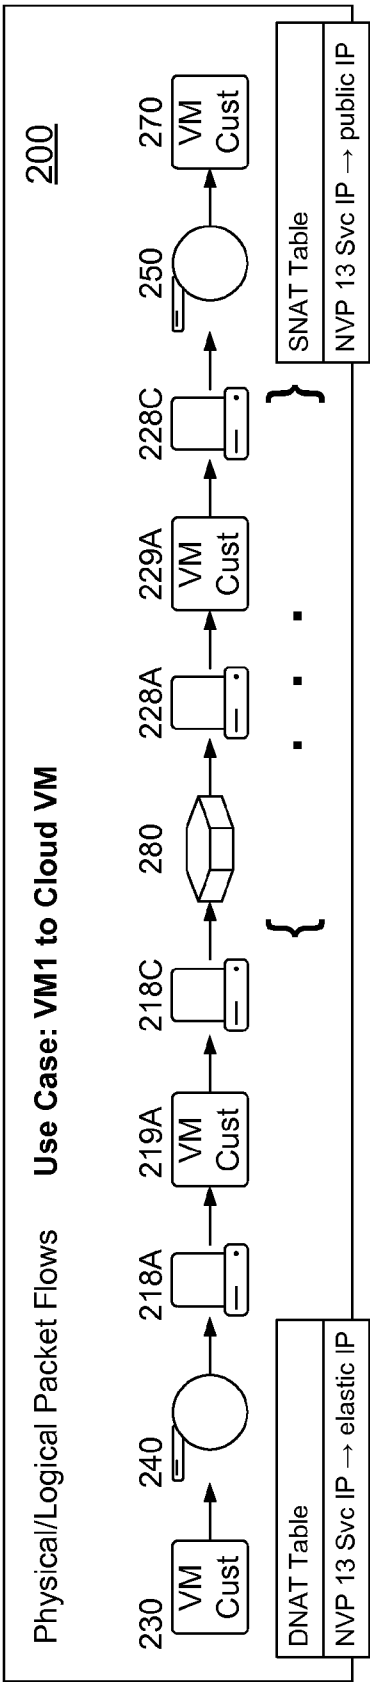 Physical/Logical Packet Flows Use Case: VM1 to Cloud VM 200
230 240 218A 219A 218C 280 228A 229A 228C 250 270
VM VM VM VM
Cust Cust Cust Cust
{ . . . }
DNAT Table
NVP 13 Svc IP → elastic IP
SNAT Table
NVP 13 Svc IP → public IP